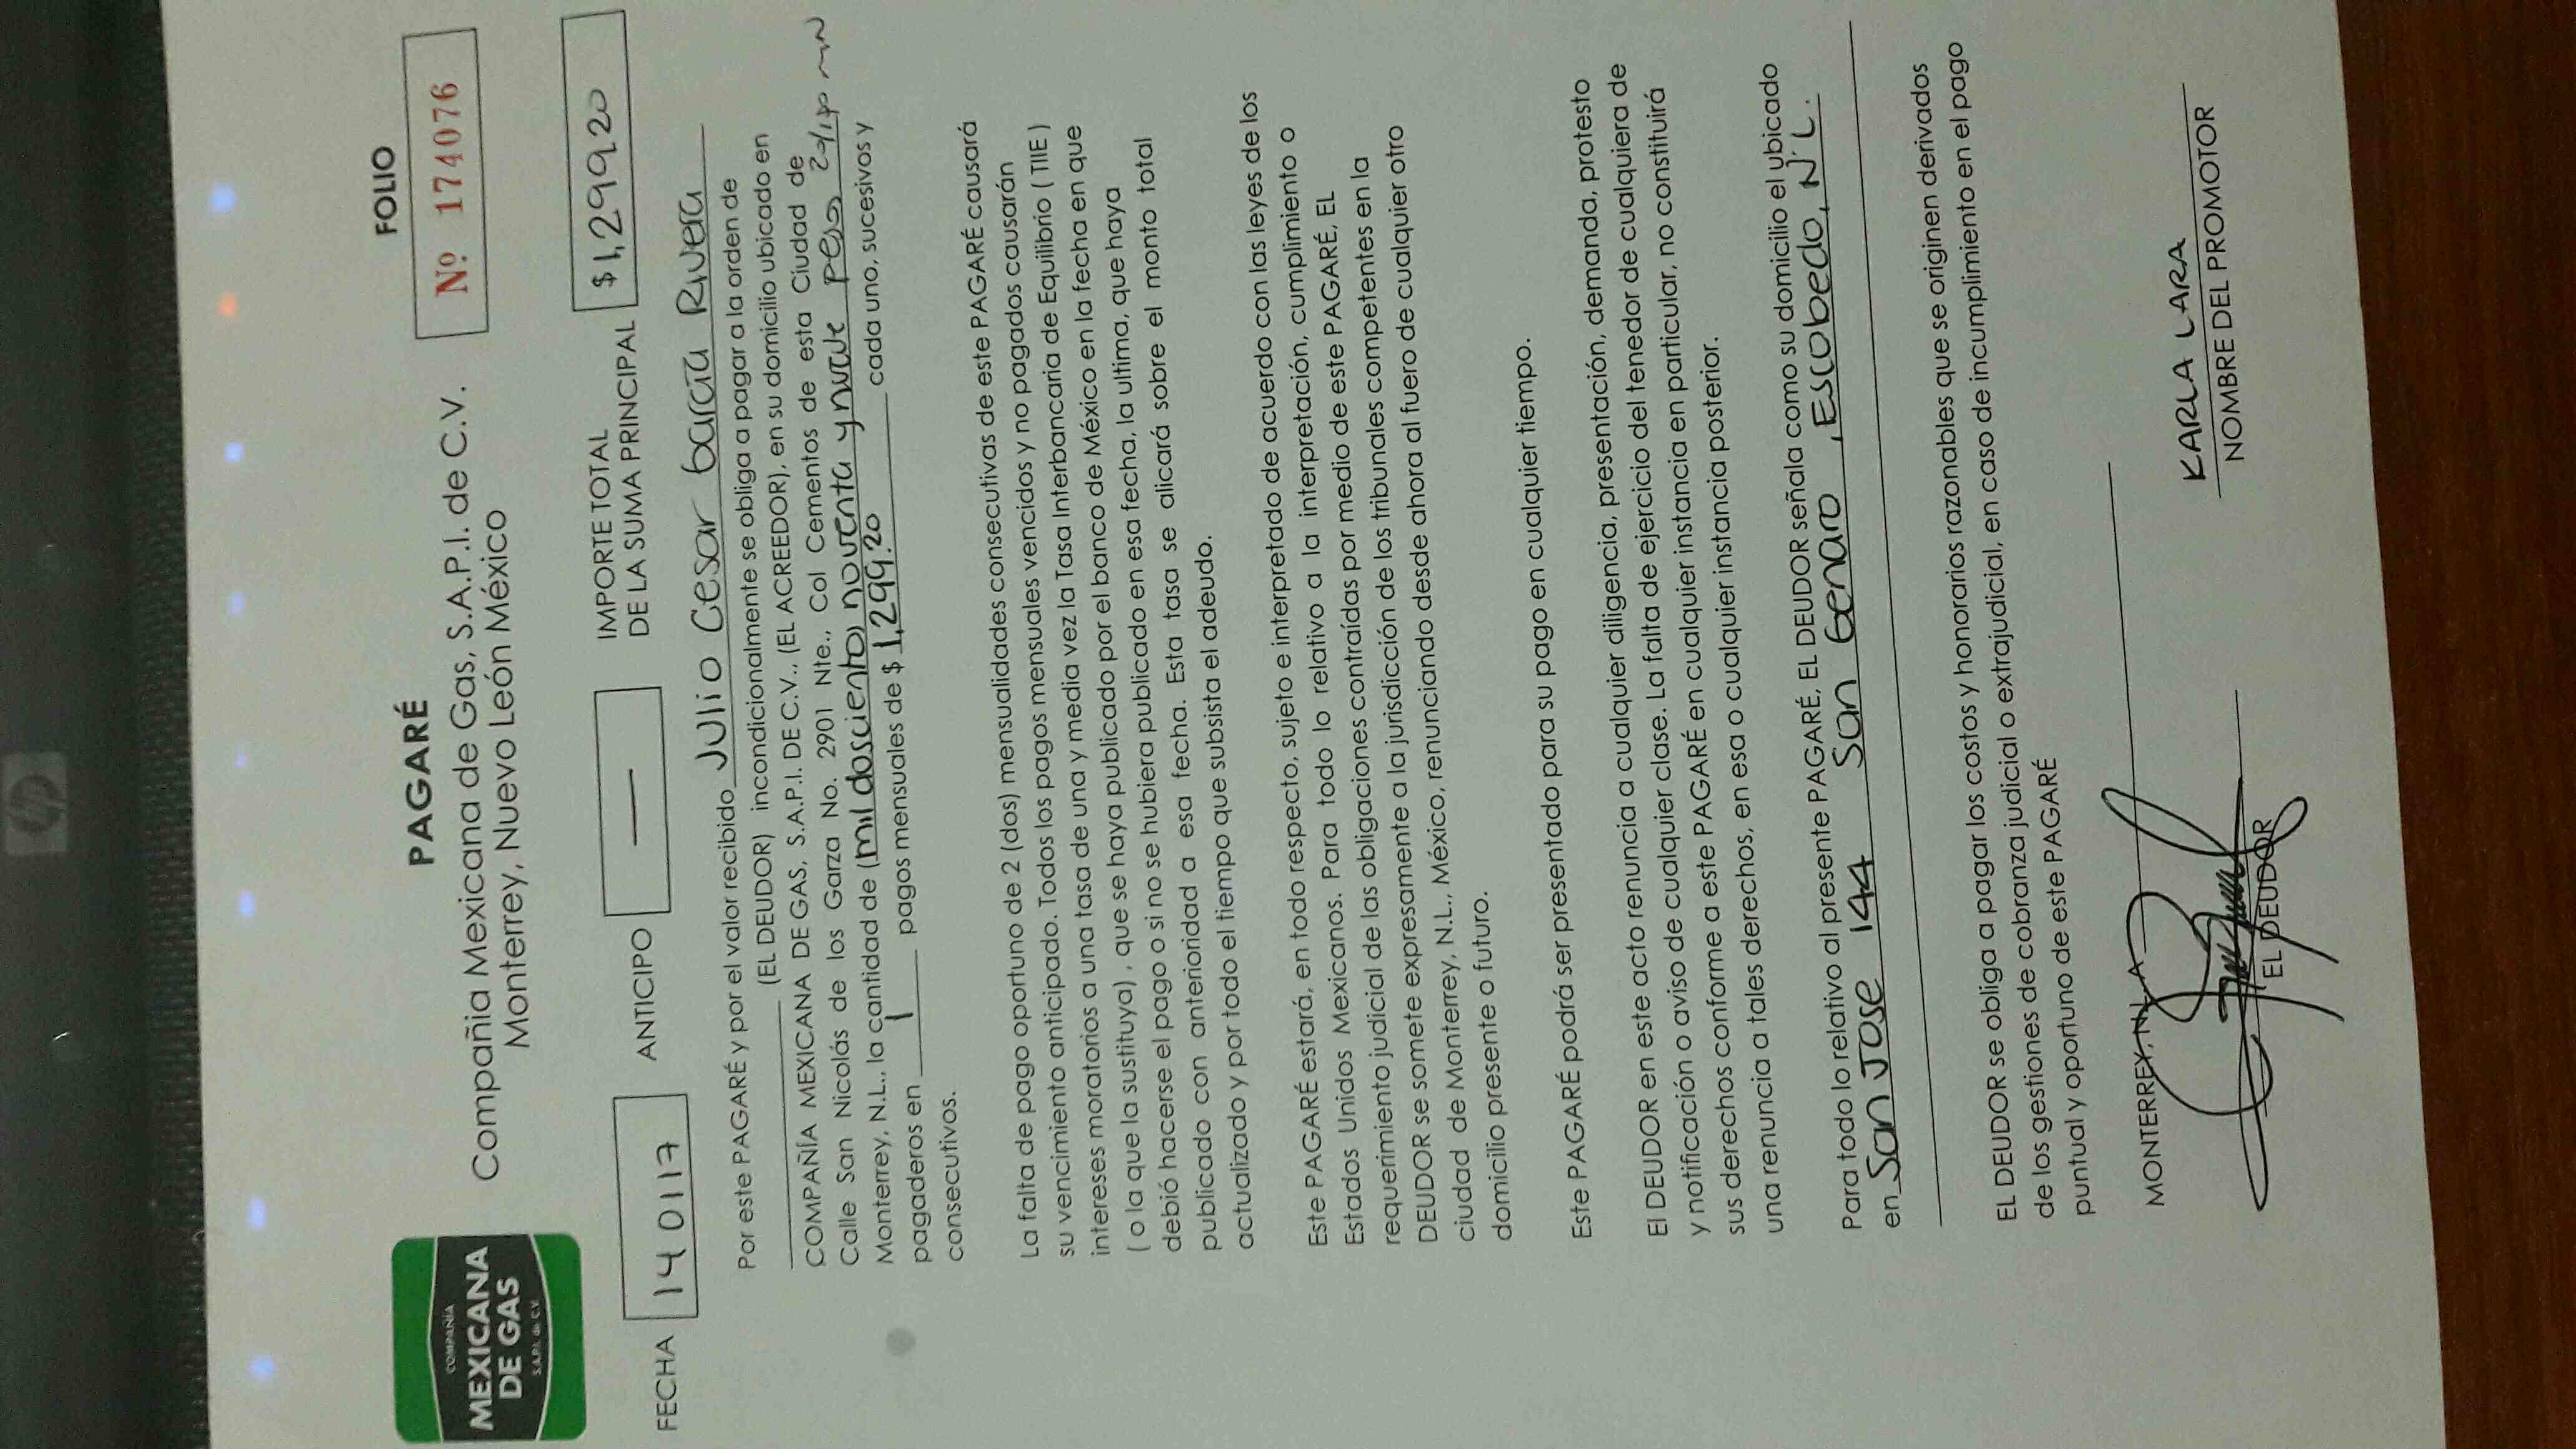 COMPAÑÍA
MEXICANA
DE GAS
S.A.P.I. de C.V.
PAGARÉ
Compañia Mexicana de Gas, S.A.P.I. de C.V.
Monterrey, Nuevo León México
FOLIO
Nº 174076
FECHA 140117
ANTICIPO —
IMPORTE TOTAL
DE LA SUMA PRINCIPAL $1,299.20
Por este PAGARÉ y por el valor recibido Julio Cesar García Rivera
(EL DEUDOR) incondicionalmente se obliga a pagar a la orden de
COMPAÑÍA MEXICANA DE GAS, S.A.P.I. DE C.V., (EL ACREEDOR), en su domicilio ubicado en
Calle San Nicolás de los Garza No. 2901 Nte., Col Cementos de esta Ciudad de
Monterrey, N.L., la cantidad de (mil doscientos noventa y nueve pesos 20/100 mn
pagaderos en 1 pagos mensuales de $ 1,299.20 cada uno, sucesivos y
consecutivos.
La falta de pago oportuno de 2 (dos) mensualidades consecutivas de este PAGARÉ causará
su vencimiento anticipado. Todos los pagos mensuales vencidos y no pagados causarán
intereses moratorios a una tasa de una y media vez la Tasa Interbancaria de Equilibrio ( TIIE )
( o la que la sustituya) , que se haya publicado por el banco de México en la fecha en que
debió hacerse el pago o si no se hubiera publicado en esa fecha, la ultima, que haya
publicado con anterioridad a esa fecha. Esta tasa se alicará sobre el monto total
actualizado y por todo el tiempo que subsista el adeudo.
Este PAGARÉ estará, en todo respecto, sujeto e interpretado de acuerdo con las leyes de los
Estados Unidos Mexicanos. Para todo lo relativo a la interpretación, cumplimiento o
requerimiento judicial de las obligaciones contraídas por medio de este PAGARÉ, EL
DEUDOR se somete expresamente a la jurisdicción de los tribunales competentes en la
ciudad de Monterrey, N.L., México, renunciando desde ahora al fuero de cualquier otro
domicilio presente o futuro.
Este PAGARÉ podrá ser presentado para su pago en cualquier tiempo.
El DEUDOR en este acto renuncia a cualquier diligencia, presentación, demanda, protesto
y notificación o aviso de cualquier clase. La falta de ejercicio del tenedor de cualquiera de
sus derechos conforme a este PAGARÉ en cualquier instancia en particular, no constituirá
una renuncia a tales derechos, en esa o cualquier instancia posterior.
Para todo lo relativo al presente PAGARÉ, EL DEUDOR señala como su domicilio el ubicado
en San Jose 144 San Genaro, Escobedo, N.L.
EL DEUDOR se obliga a pagar los costos y honorarios razonables que se originen derivados
de los gestiones de cobranza judicial o extrajudicial, en caso de incumplimiento en el pago
puntual y oportuno de este PAGARÉ
MONTERREY, N.L. A
EL DEUDOR
KARLA LARA
NOMBRE DEL PROMOTOR
hp